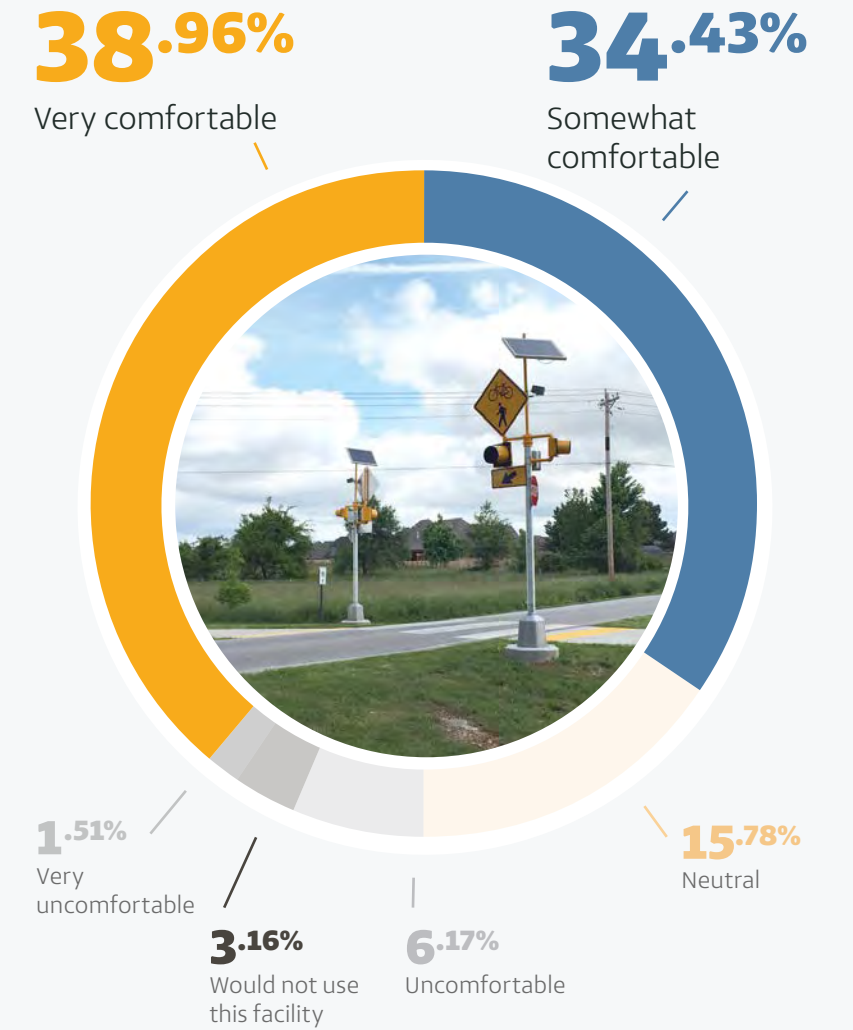 38.96%
Very comfortable
34.43%
Somewhat
comfortable
1.51%
Very
uncomfortable
3.16%
Would not use
this facility
6.17%
Uncomfortable
15.78%
Neutral